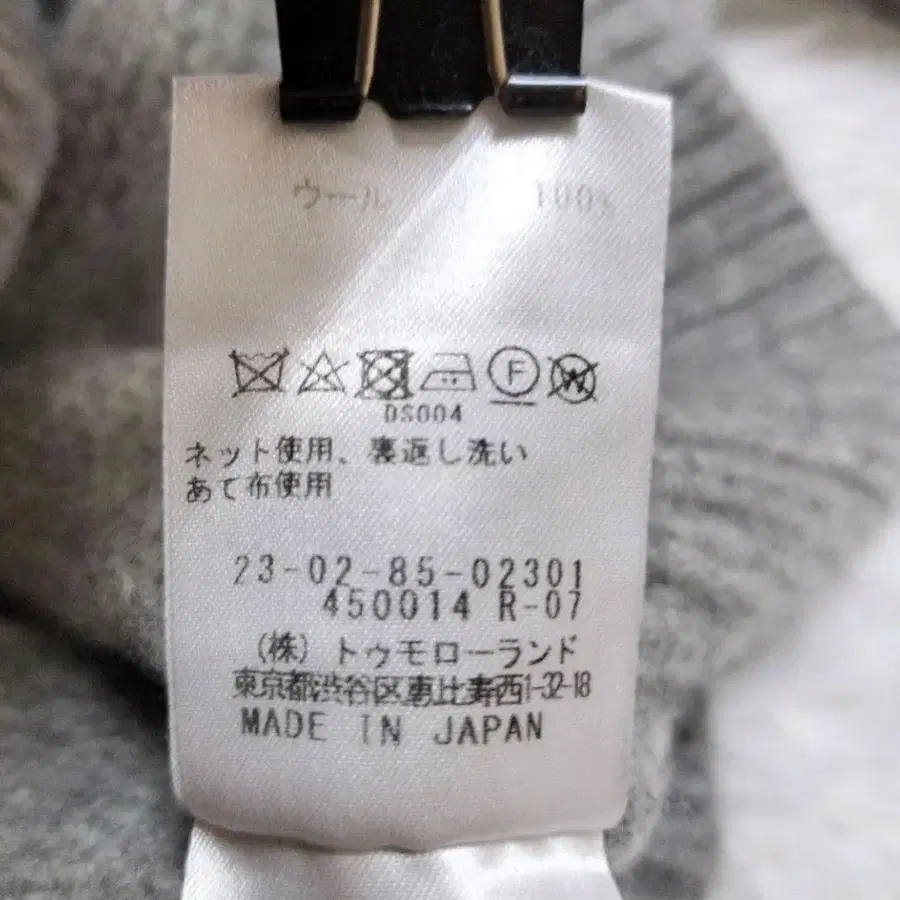 ウール 100%
F W
DS004
ネット使用、裏返し洗い
あて布使用
23-02-85-02301
450014 R-07
(株) トゥモローランド
東京都渋谷区恵比寿西1-32-18
MADE IN JAPAN